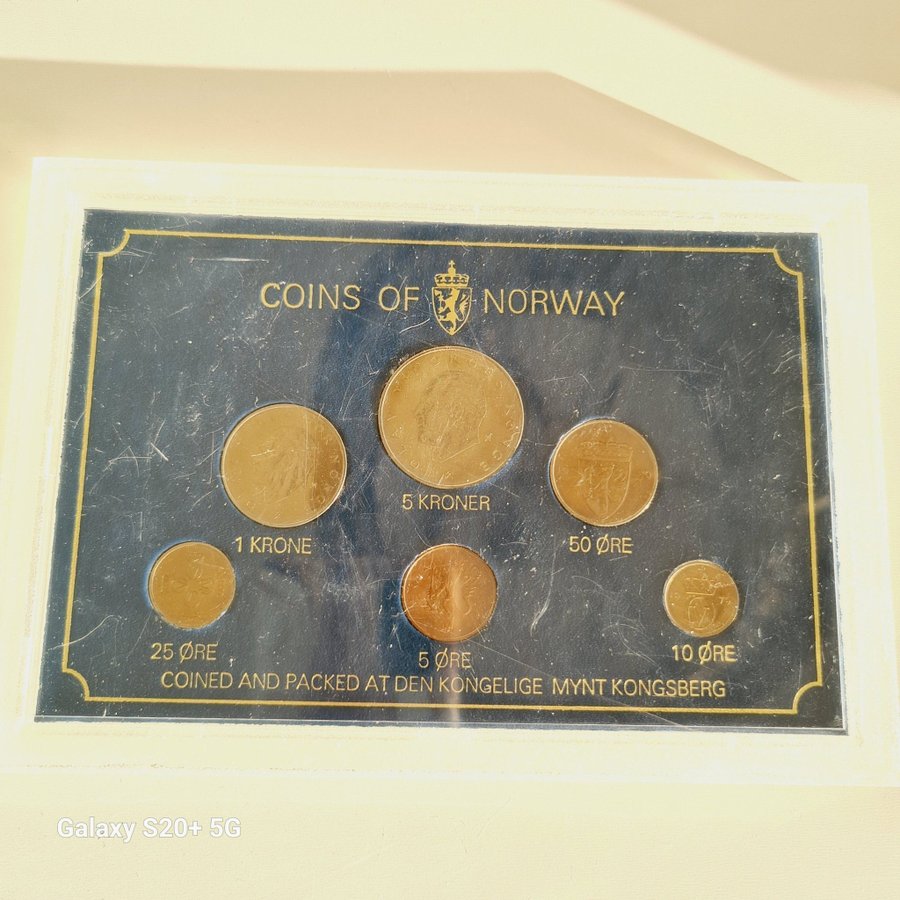 COINS OF NORWAY
5 KRONER
1 KRONE
50 ØRE
25 ØRE
5 ØRE
10 ØRE
COINED AND PACKED AT DEN KONGELIGE MYNT KONGSBERG
Galaxy S20+ 5G